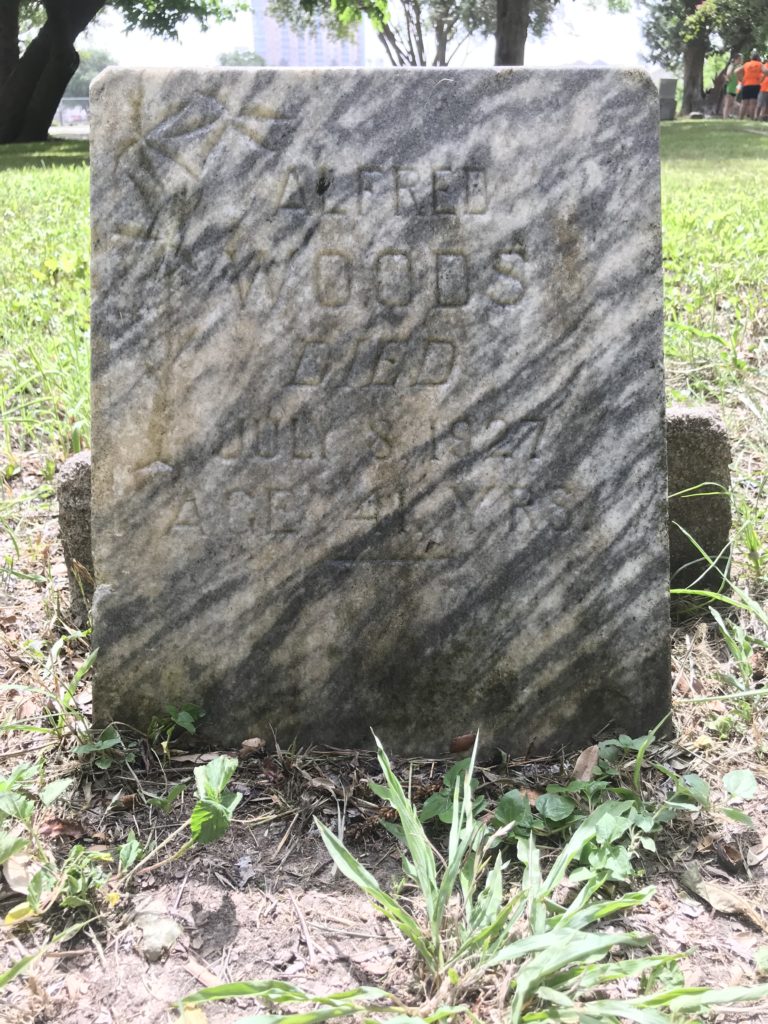 ALFRED
WOODS
DIED
JULY 8, 1927
AGE 41 YRS.